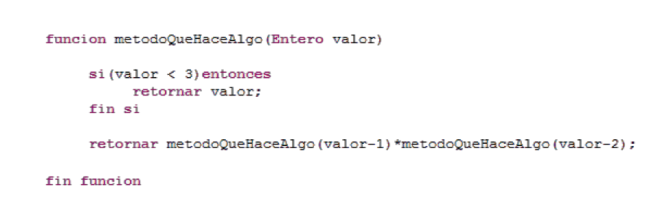 funcion metodoQueHaceAlgo(Entero valor)
si(valor < 3)entonces
retornar valor;
fin si
retornar metodoQueHaceAlgo(valor-1)*metodoQueHaceAlgo(valor-2);
fin funcion